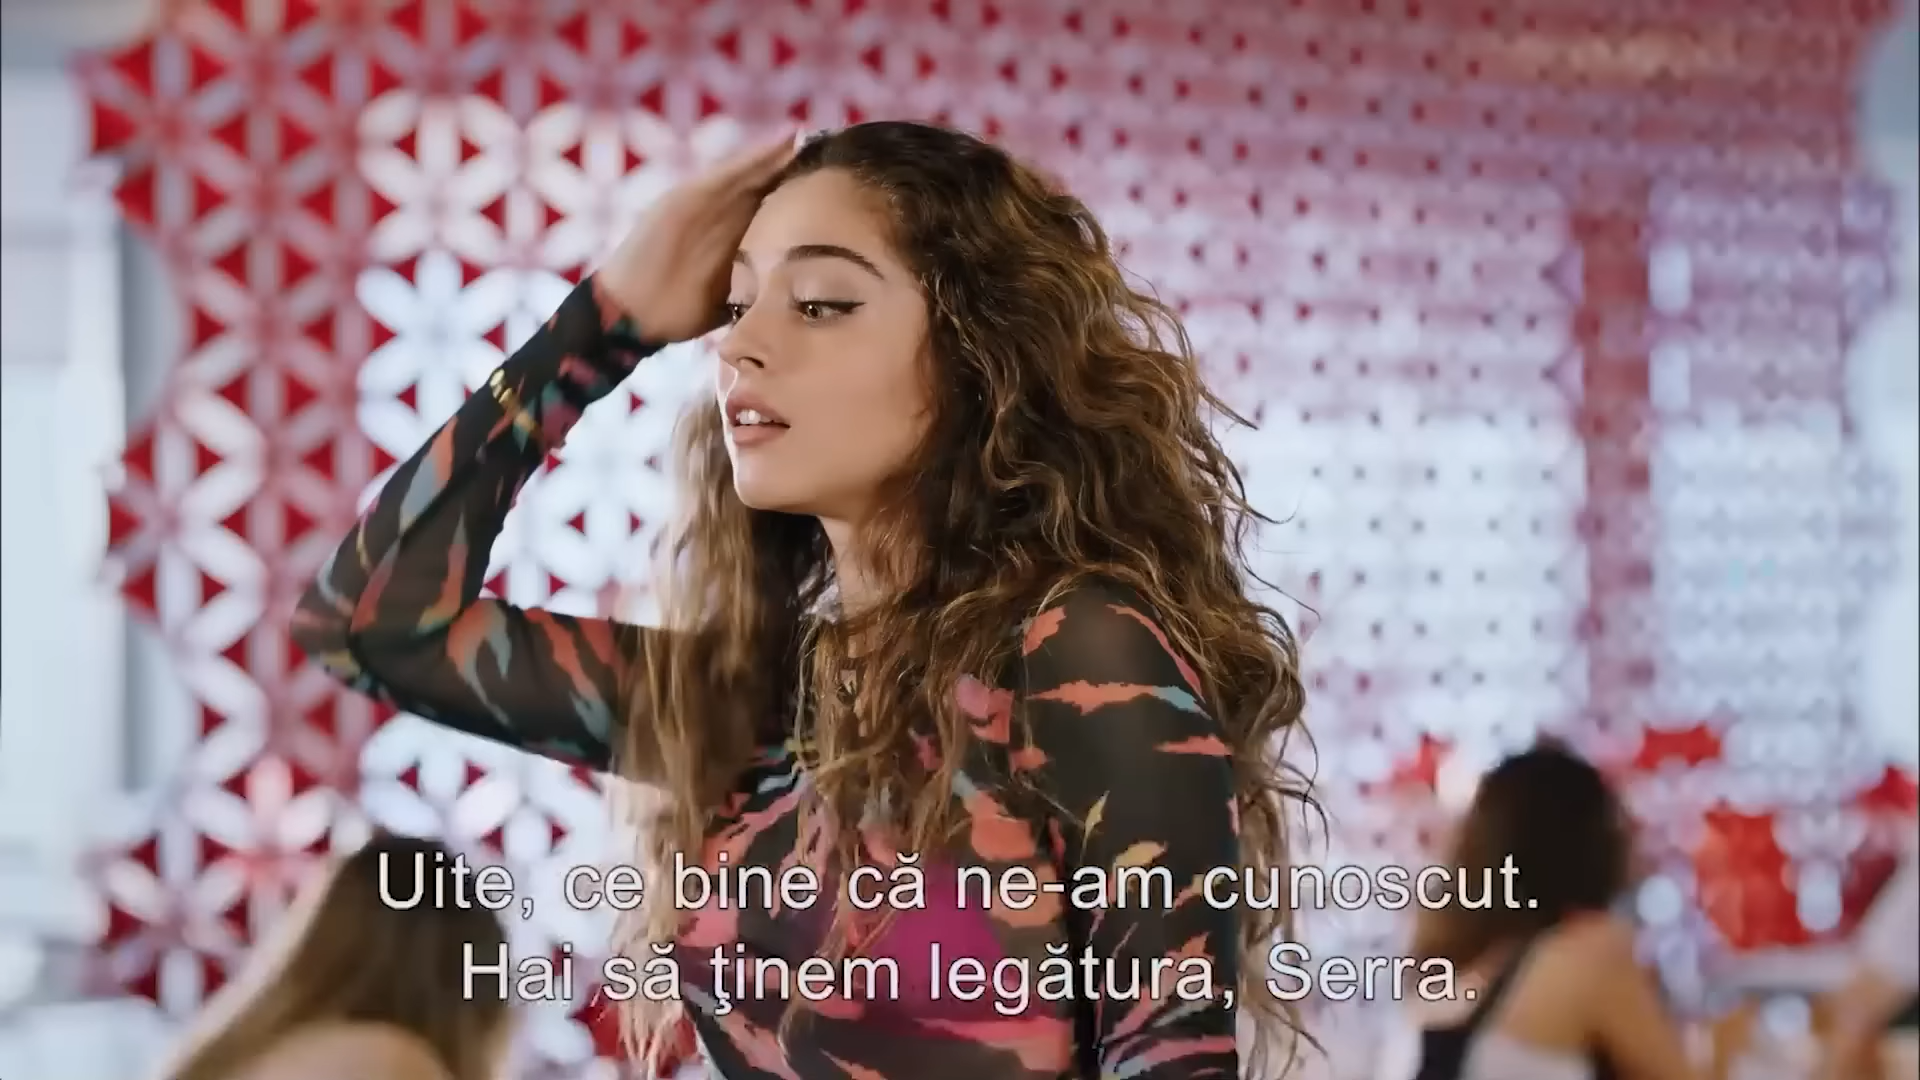 Uite, ce bine că ne-am cunoscut.
Hai să ţinem legătura, Serra.